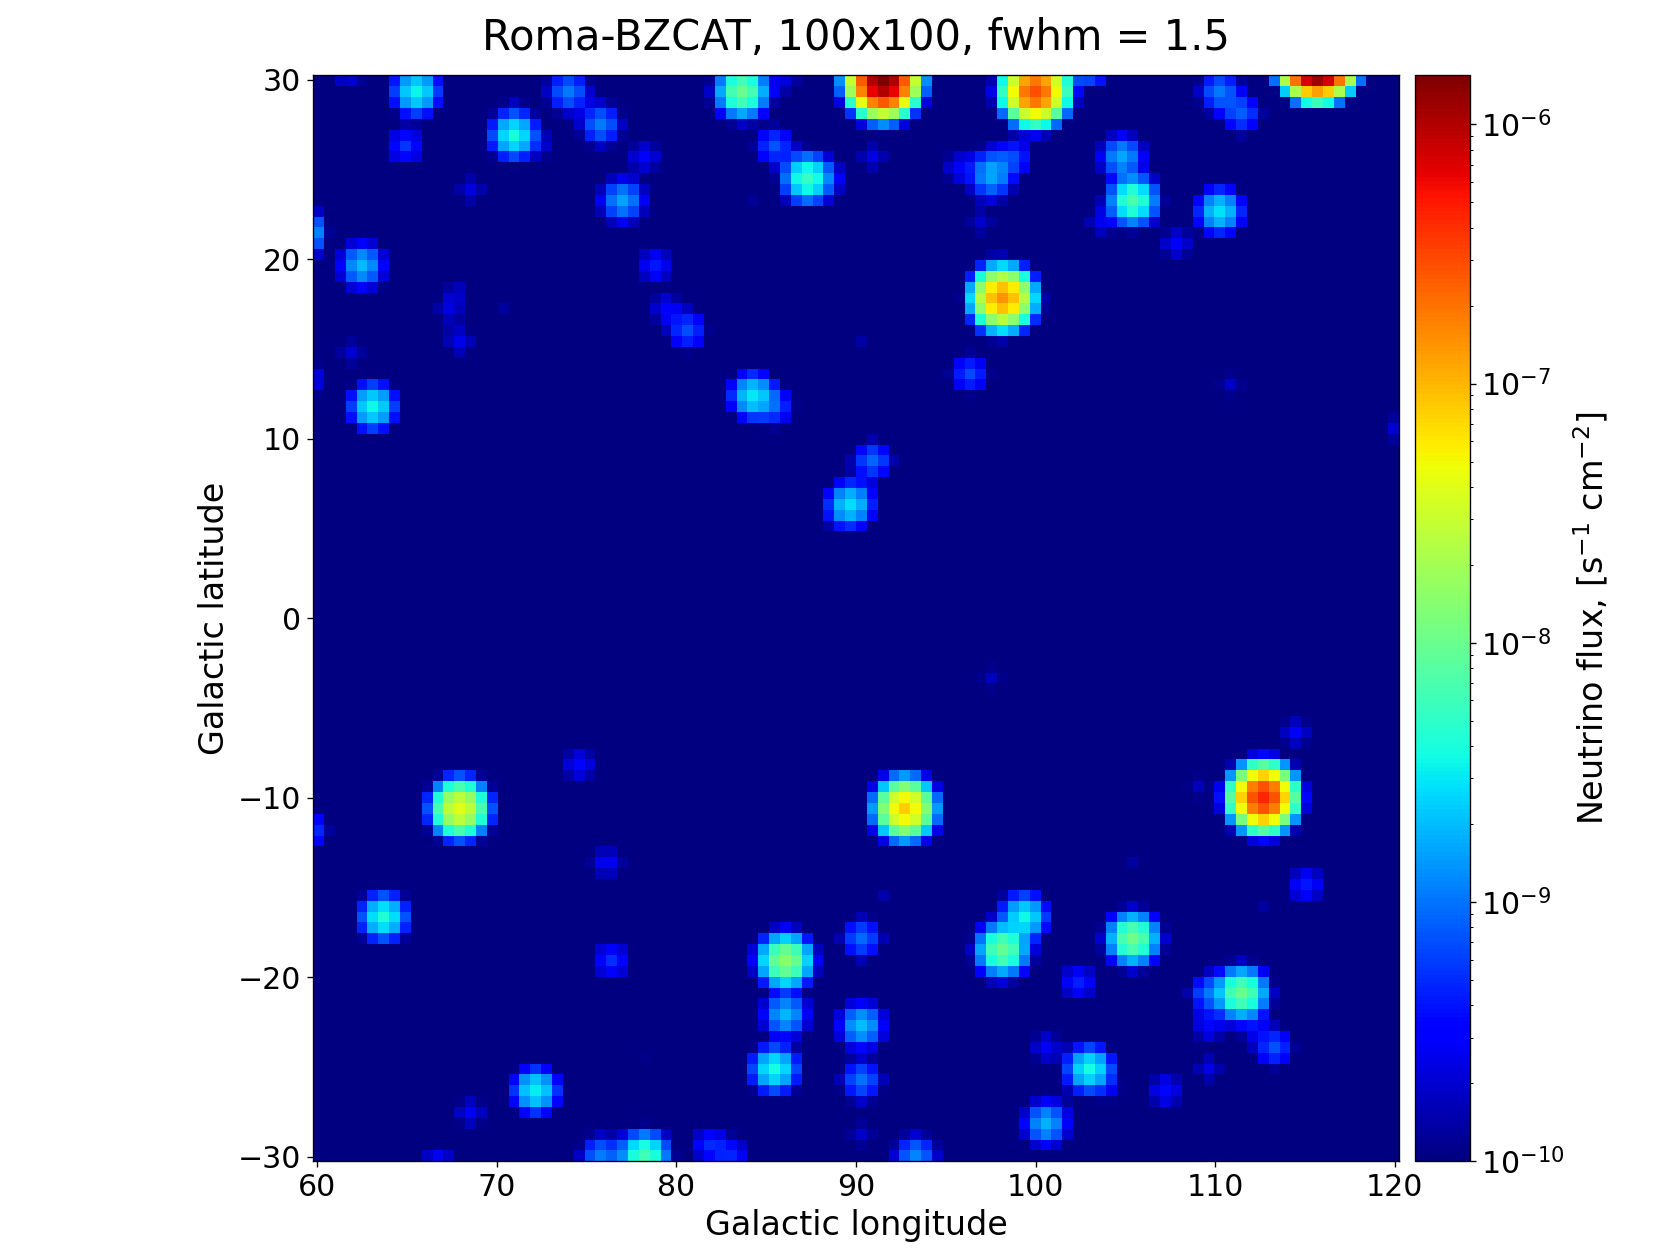 Roma-BZCAT, 100x100, fwhm = 1.5
30
20
10
0
−10
−20
−30
Galactic latitude
60 70 80 90 100 110 120
Galactic longitude
10⁻⁶
10⁻⁷
10⁻⁸
10⁻⁹
10⁻¹⁰
Neutrino flux, [s⁻¹ cm⁻²]